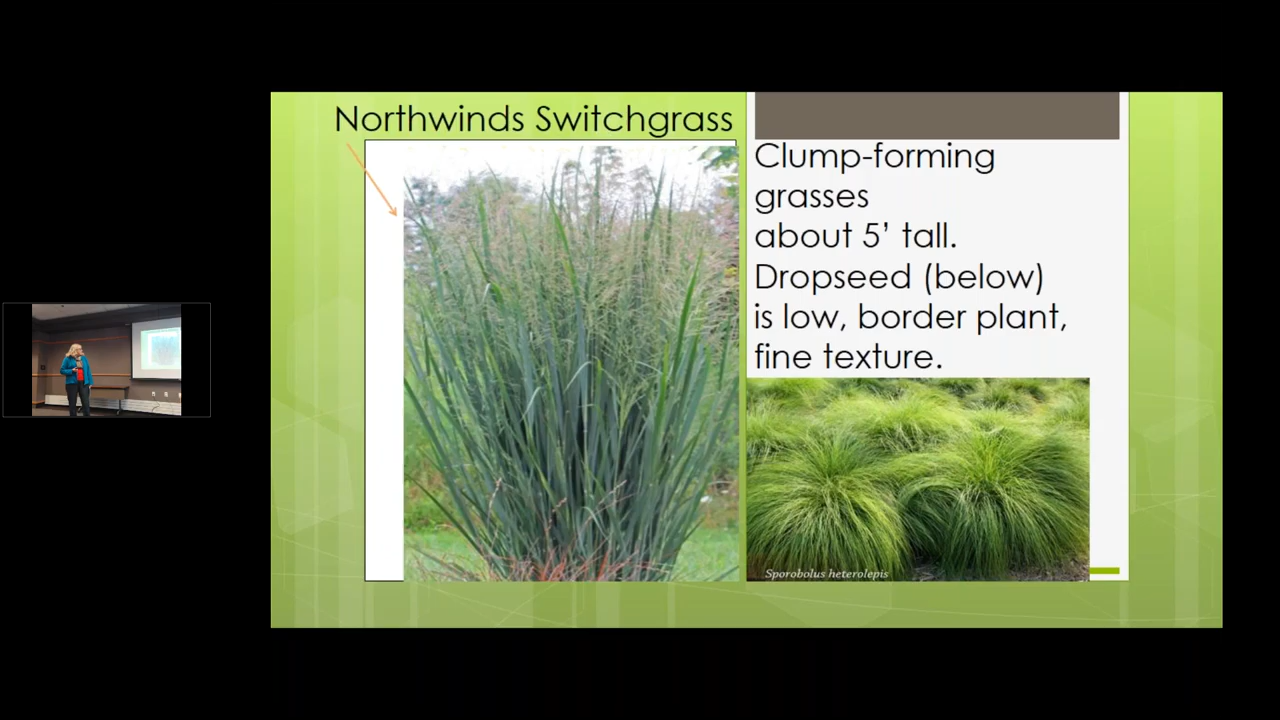 Northwinds Switchgrass
Clump-forming
grasses
about 5’ tall.
Dropseed (below)
is low, border plant,
fine texture.
Sporobolus heterolepis